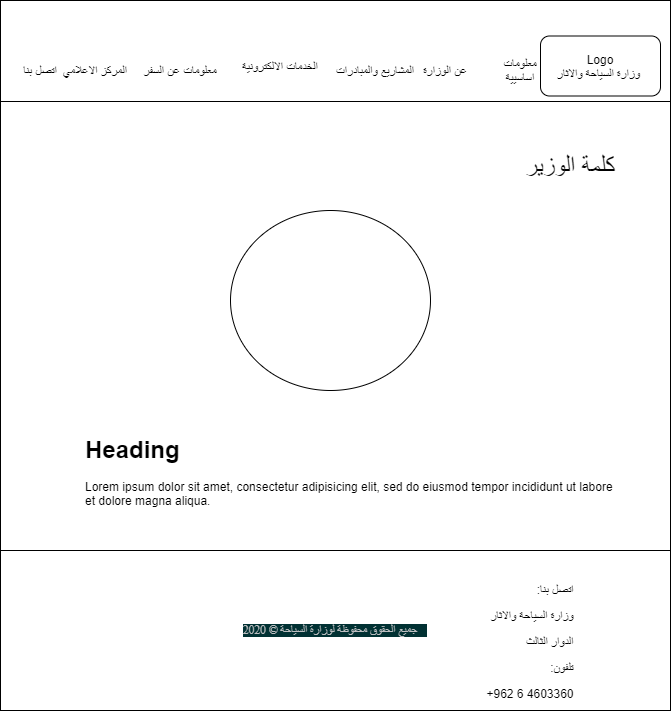 Logo
وزارة السياحة والاثار
معلومات
اساسيية
عن الوزارة
المشاريع والمبادرات
الخدمات الالكترونية
معلومات عن السفر
المركز الاعلامي
اتصل بنا
كلمة الوزير
Heading
Lorem ipsum dolor sit amet, consectetur adipisicing elit, sed do eiusmod tempor incididunt ut labore
et dolore magna aliqua.
اتصل بنا:
وزارة السياحة والاثار
الدوار الثالث
تلفون:
+962 6 4603360
جميع الحقوق محفوظة لوزارة السياحة © 2020